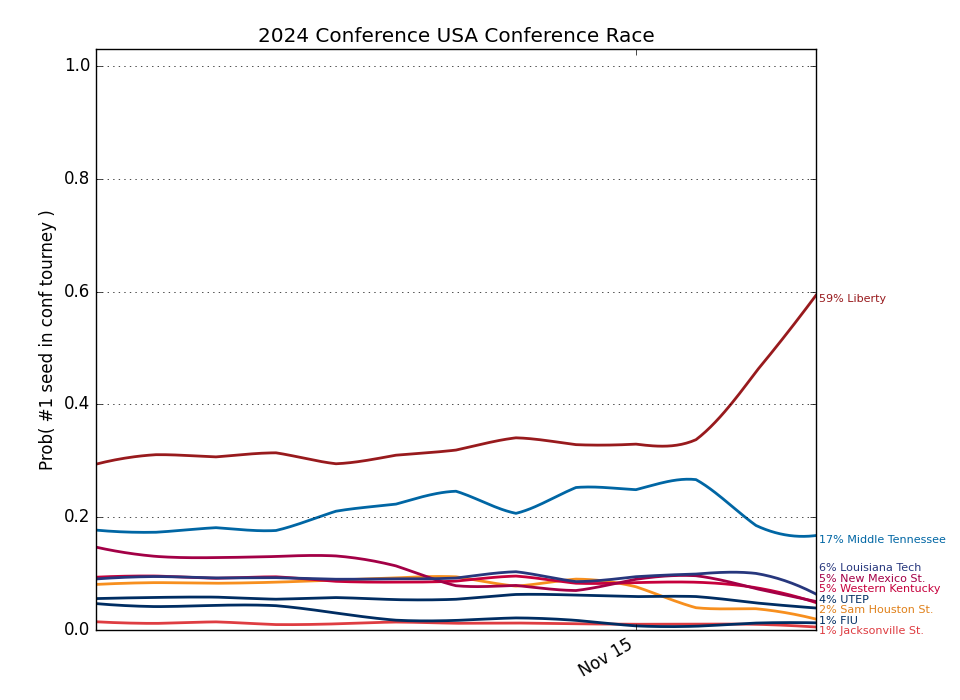 2024 Conference USA Conference Race
Prob( #1 seed in conf tourney )
1.0
0.8
0.6
0.4
0.2
0.0
Nov 15
59% Liberty
17% Middle Tennessee
6% Louisiana Tech
5% New Mexico St.
5% Western Kentucky
4% UTEP
2% Sam Houston St.
1% FIU
1% Jacksonville St.